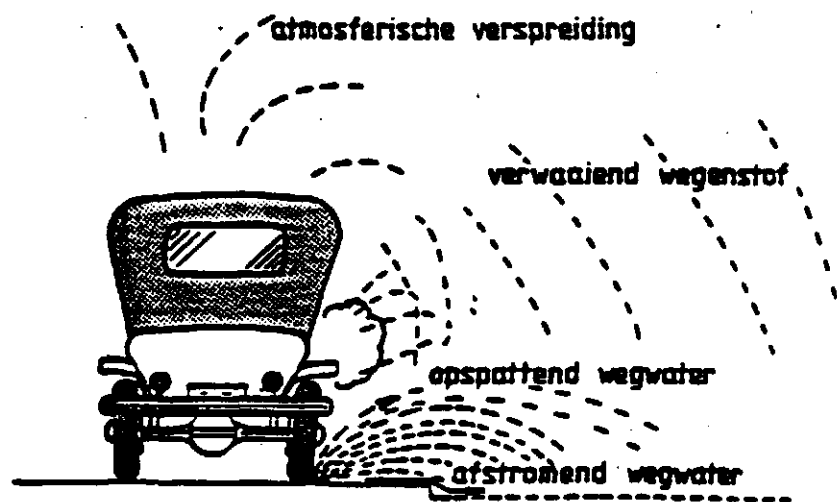 atmosferische verspreiding
verwaaiend wegenstof
opspattend wegwater
afstromend wegwater